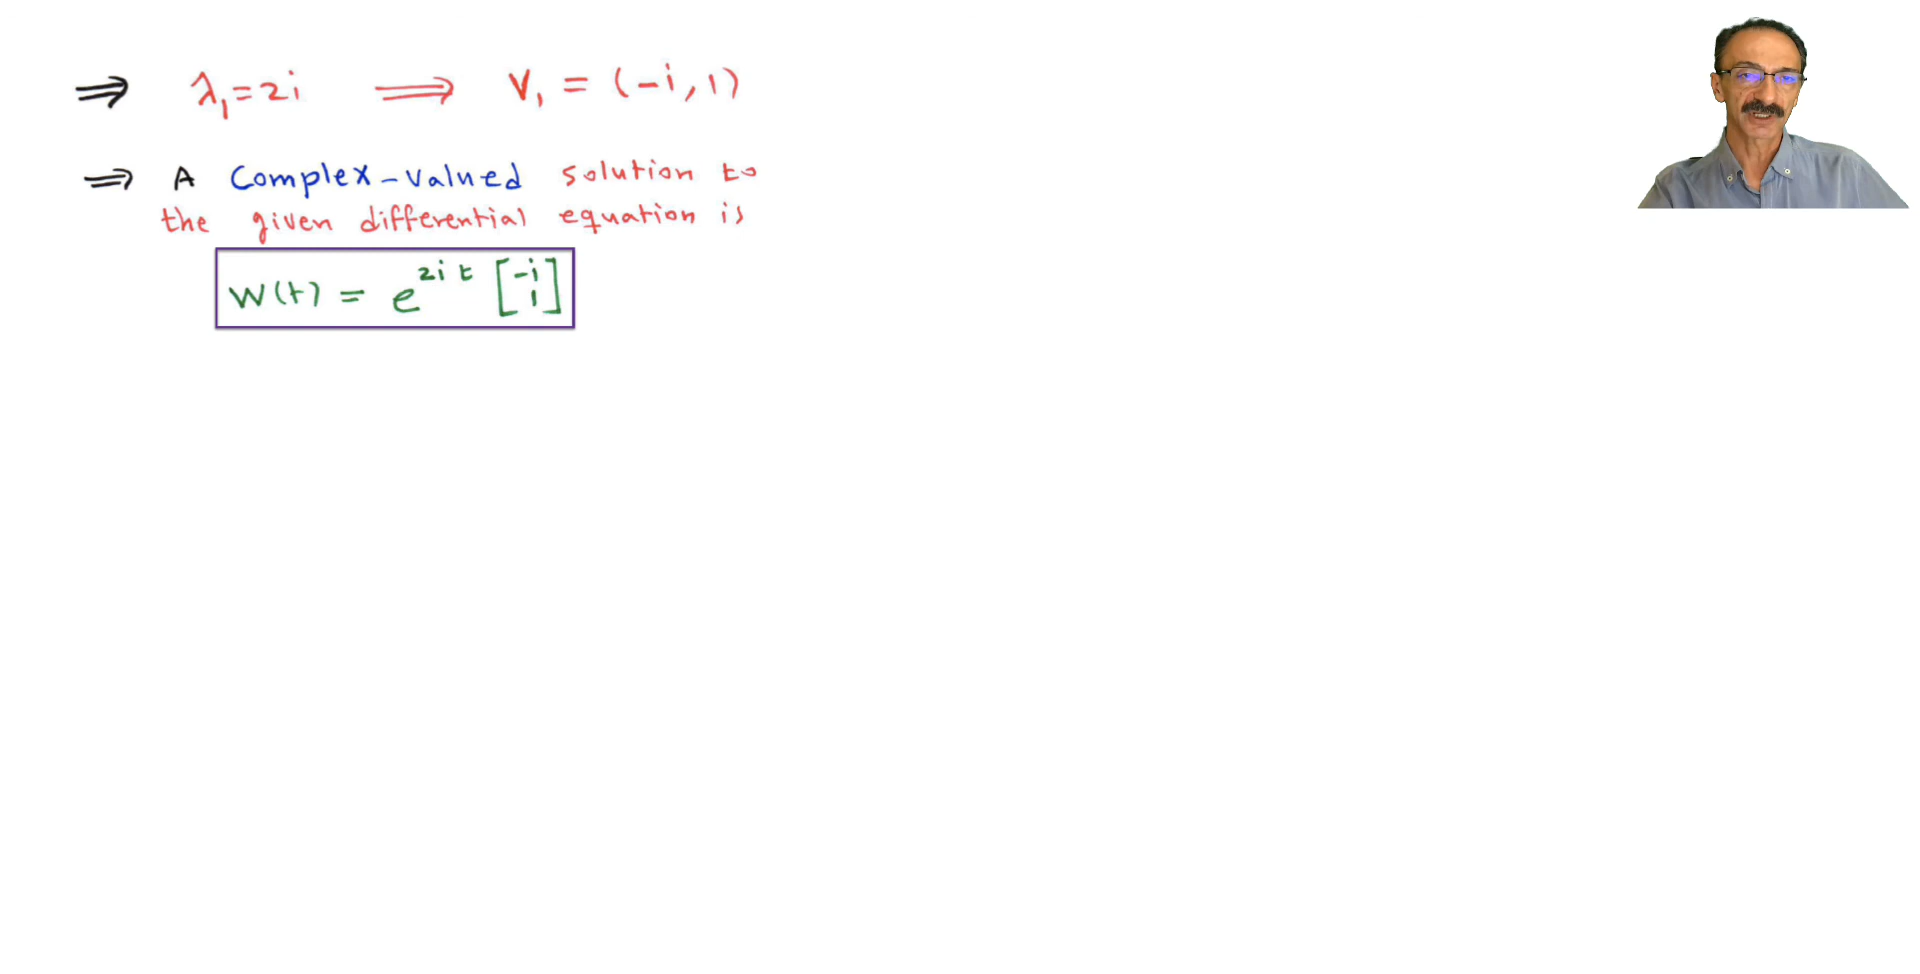 ⇒ λ₁=2i ⟹ V₁ = (-i, 1)
⇒ A Complex-valued solution to
the given differential equation is
W(t) = e^{2it} [-i
1]